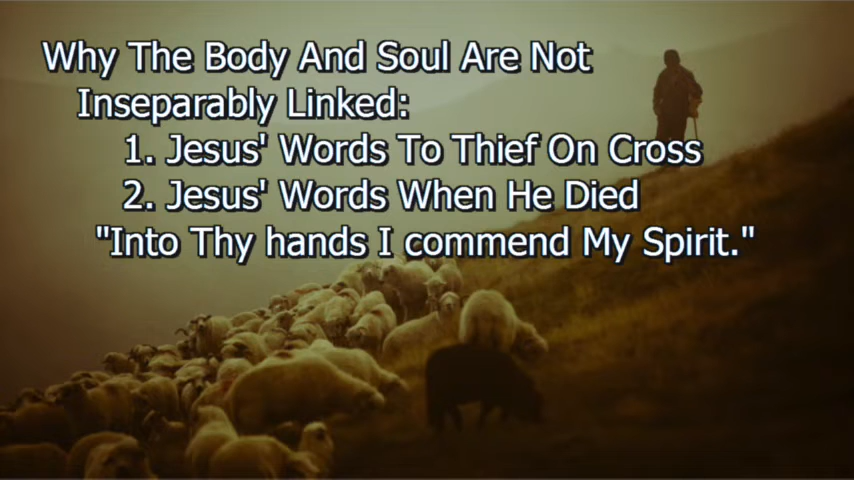 Why The Body And Soul Are Not
Inseparably Linked:
1. Jesus' Words To Thief On Cross
2. Jesus' Words When He Died
"Into Thy hands I commend My Spirit."